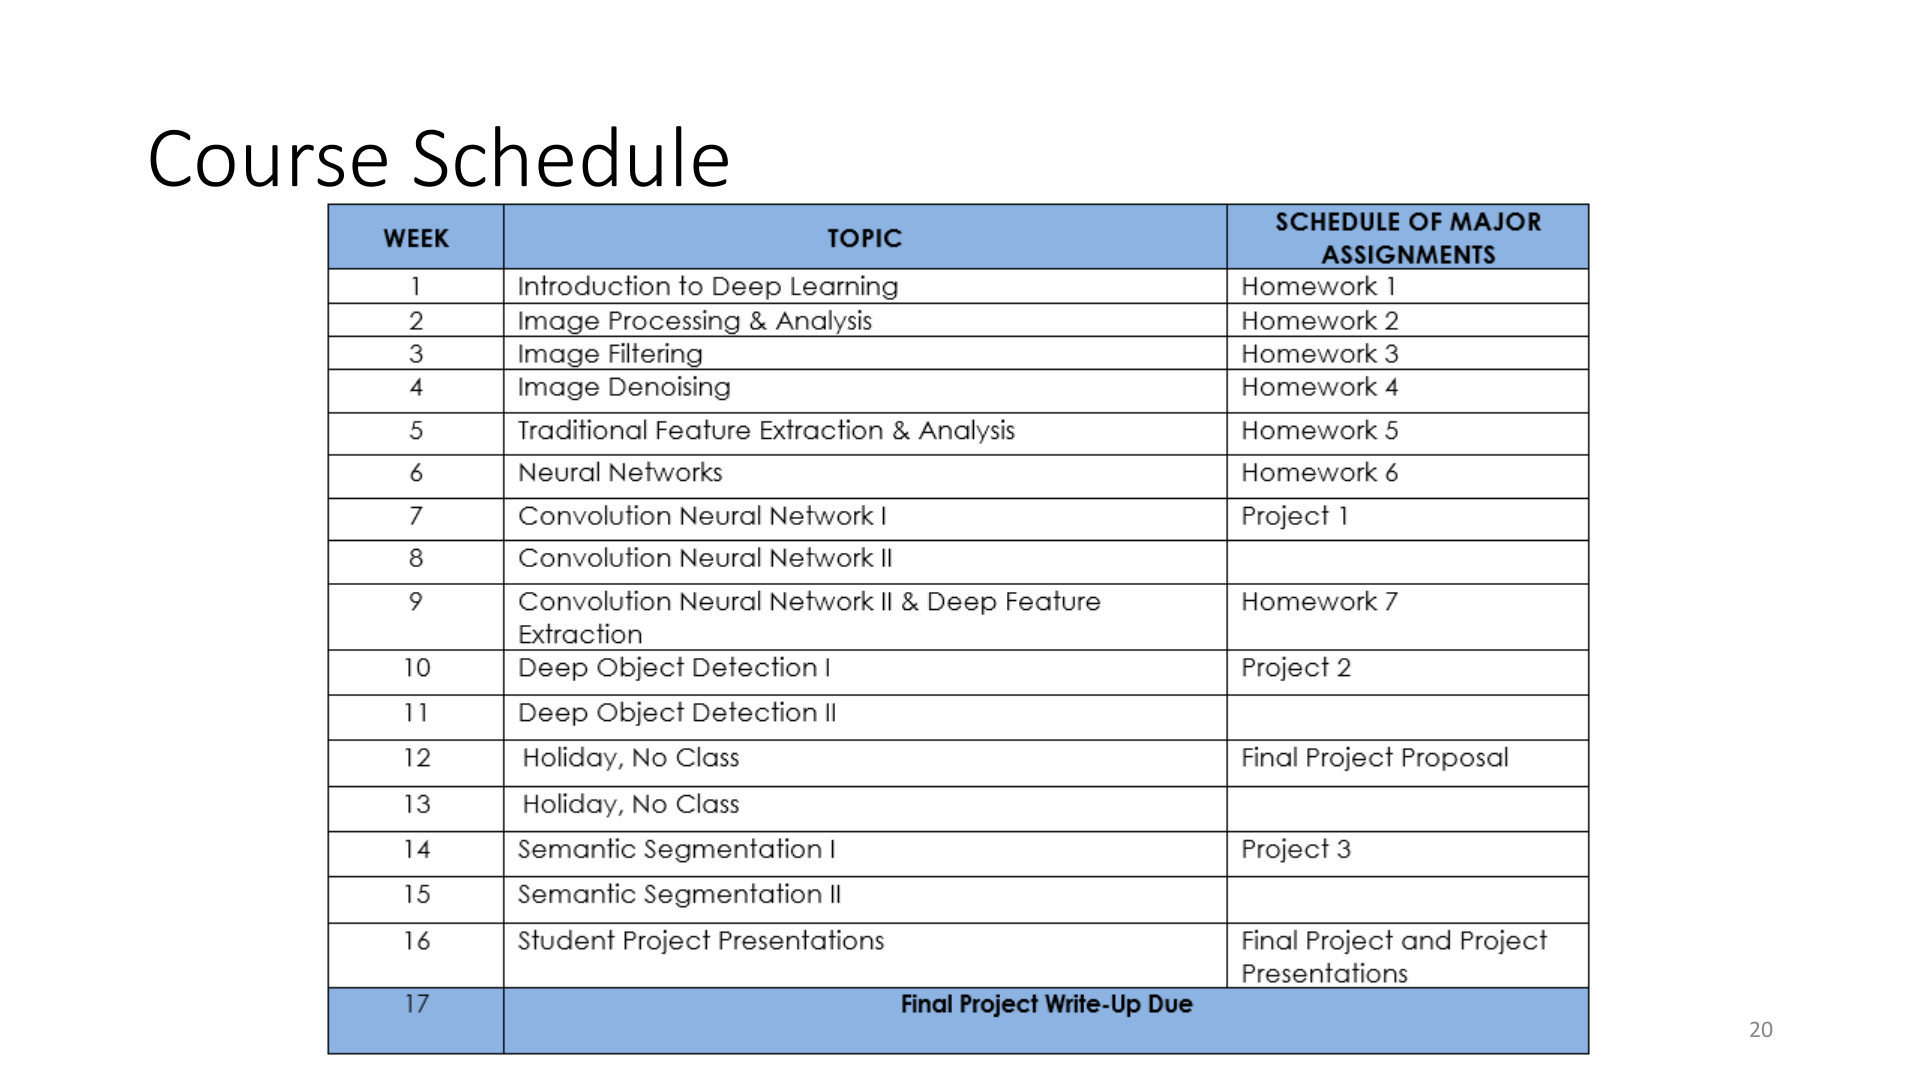 Course Schedule
WEEK TOPIC SCHEDULE OF MAJOR
ASSIGNMENTS
1 Introduction to Deep Learning Homework 1
2 Image Processing & Analysis Homework 2
3 Image Filtering Homework 3
4 Image Denoising Homework 4
5 Traditional Feature Extraction & Analysis Homework 5
6 Neural Networks Homework 6
7 Convolution Neural Network I Project 1
8 Convolution Neural Network II
9 Convolution Neural Network II & Deep Feature Homework 7
Extraction
10 Deep Object Detection I Project 2
11 Deep Object Detection II
12 Holiday, No Class Final Project Proposal
13 Holiday, No Class
14 Semantic Segmentation I Project 3
15 Semantic Segmentation II
16 Student Project Presentations Final Project and Project
Presentations
17 Final Project Write-Up Due
20